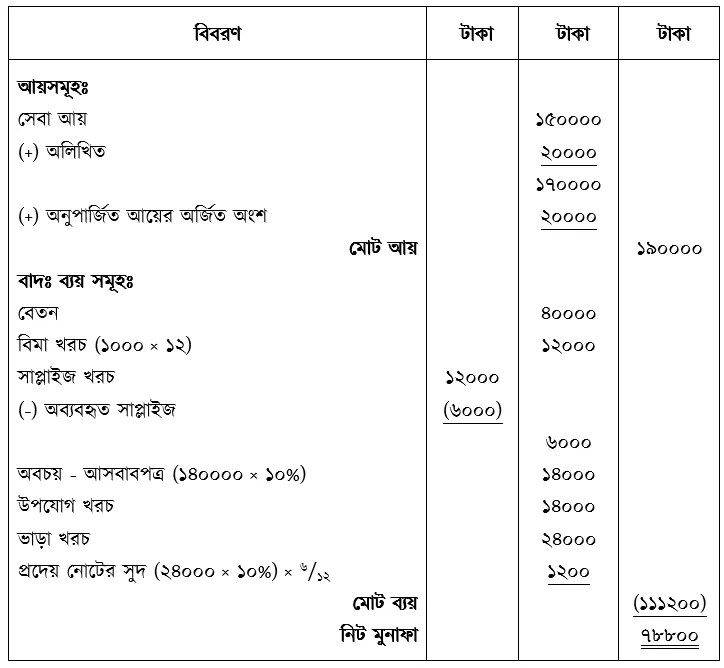 বিবরণ টাকা টাকা টাকা
আয়সমূহঃ
সেবা আয় ১৫০০০০
(+) অলিখিত ২০০০০
১৭০০০০
(+) অনুপার্জিত আয়ের অর্জিত অংশ ২০০০০
মোট আয় ১৯০০০০
বাদঃ ব্যয় সমূহঃ
বেতন ৪০০০০
বিমা খরচ (১০০০ × ১২) ১২০০০
সাপ্লাইজ খরচ ১২০০০
(-) অব্যবহৃত সাপ্লাইজ (৬০০০)
৬০০০
অবচয় - আসবাবপত্র (১৪০০০০ × ১০%) ১৪০০০
উপযোগ খরচ ১৪০০০
ভাড়া খরচ ২৪০০০
প্রদেয় নোটের সুদ (২৪০০০ × ১০%) × ৬/১২ ১২০০
মোট ব্যয় (১১১২০০)
নিট মুনাফা ৭৮৮০০